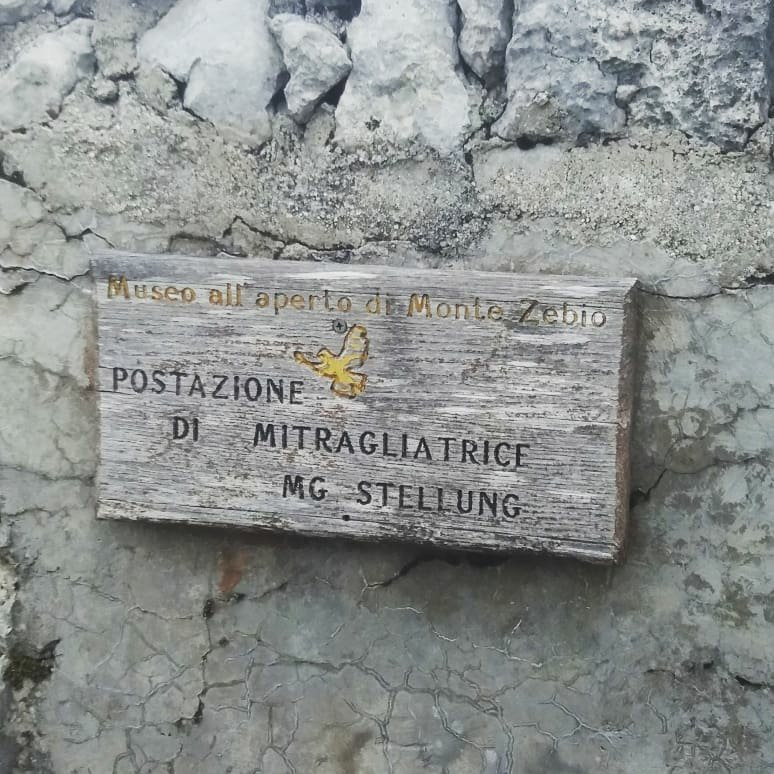 Museo all'aperto di Monte Zebio
POSTAZIONE
DI MITRAGLIATRICE
MG STELLUNG